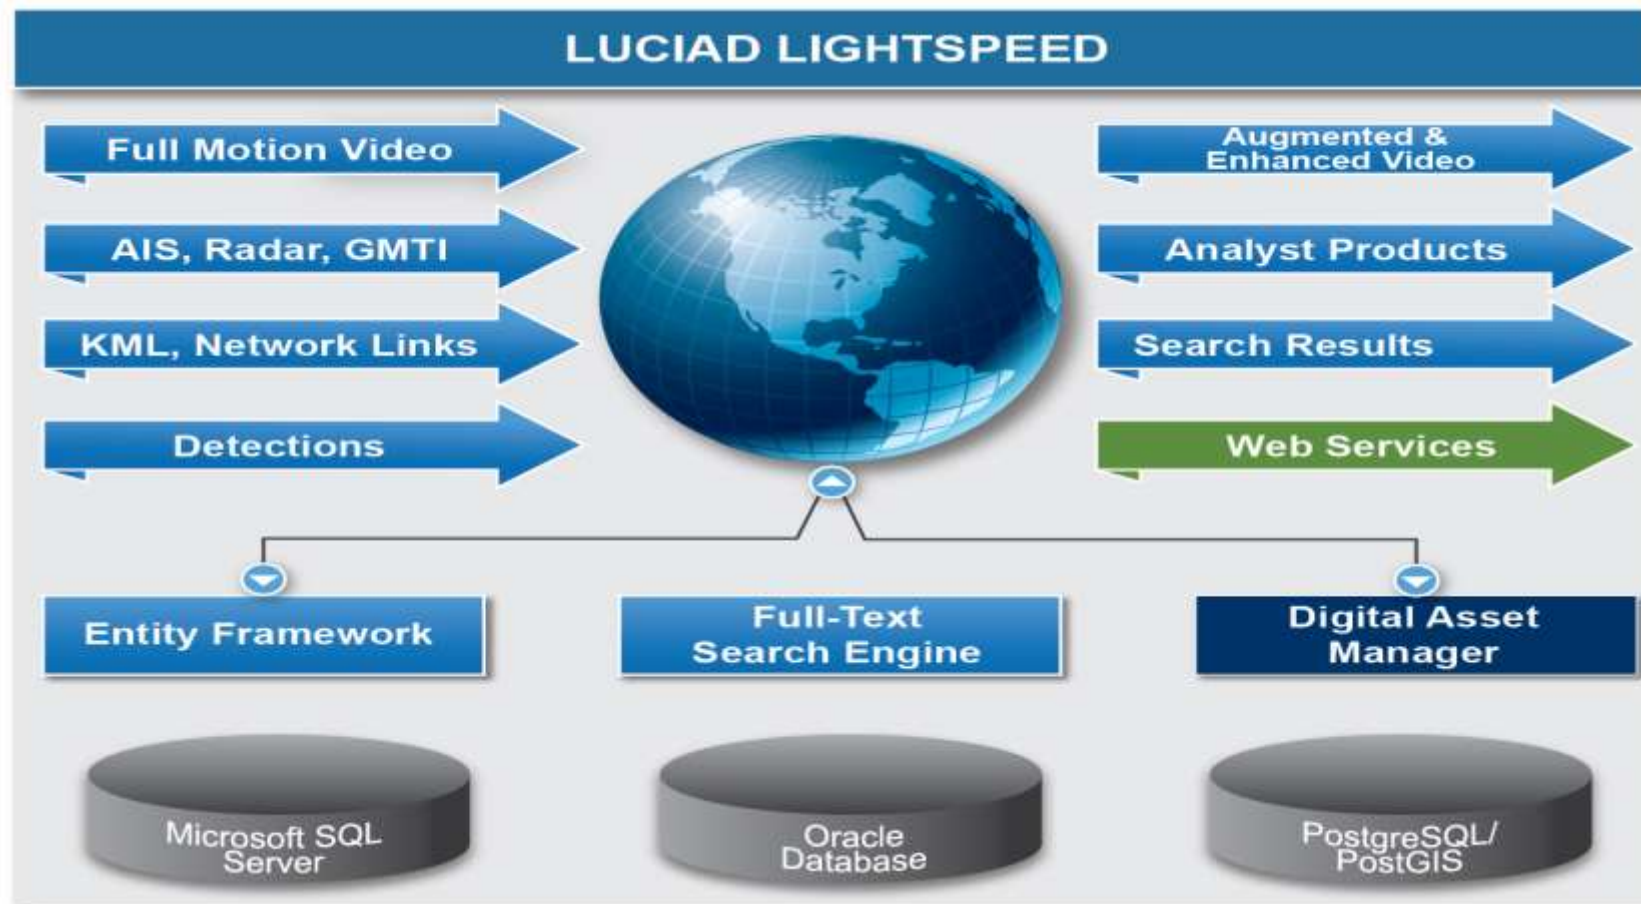 LUCIAD LIGHTSPEED
Full Motion Video
AIS, Radar, GMTI
KML, Network Links
Detections
Augmented &
Enhanced Video
Analyst Products
Search Results
Web Services
Entity Framework
Full-Text
Search Engine
Digital Asset
Manager
Microsoft SQL
Server
Oracle
Database
PostgreSQL/
PostGIS